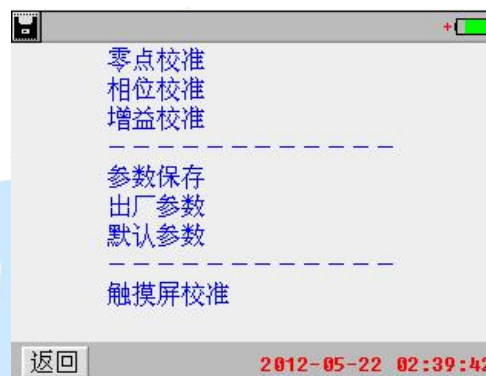 零点校准
相位校准
增益校准
------------
参数保存
出厂参数
默认参数
------------
触摸屏校准
返回 2012-05-22 02:39:42